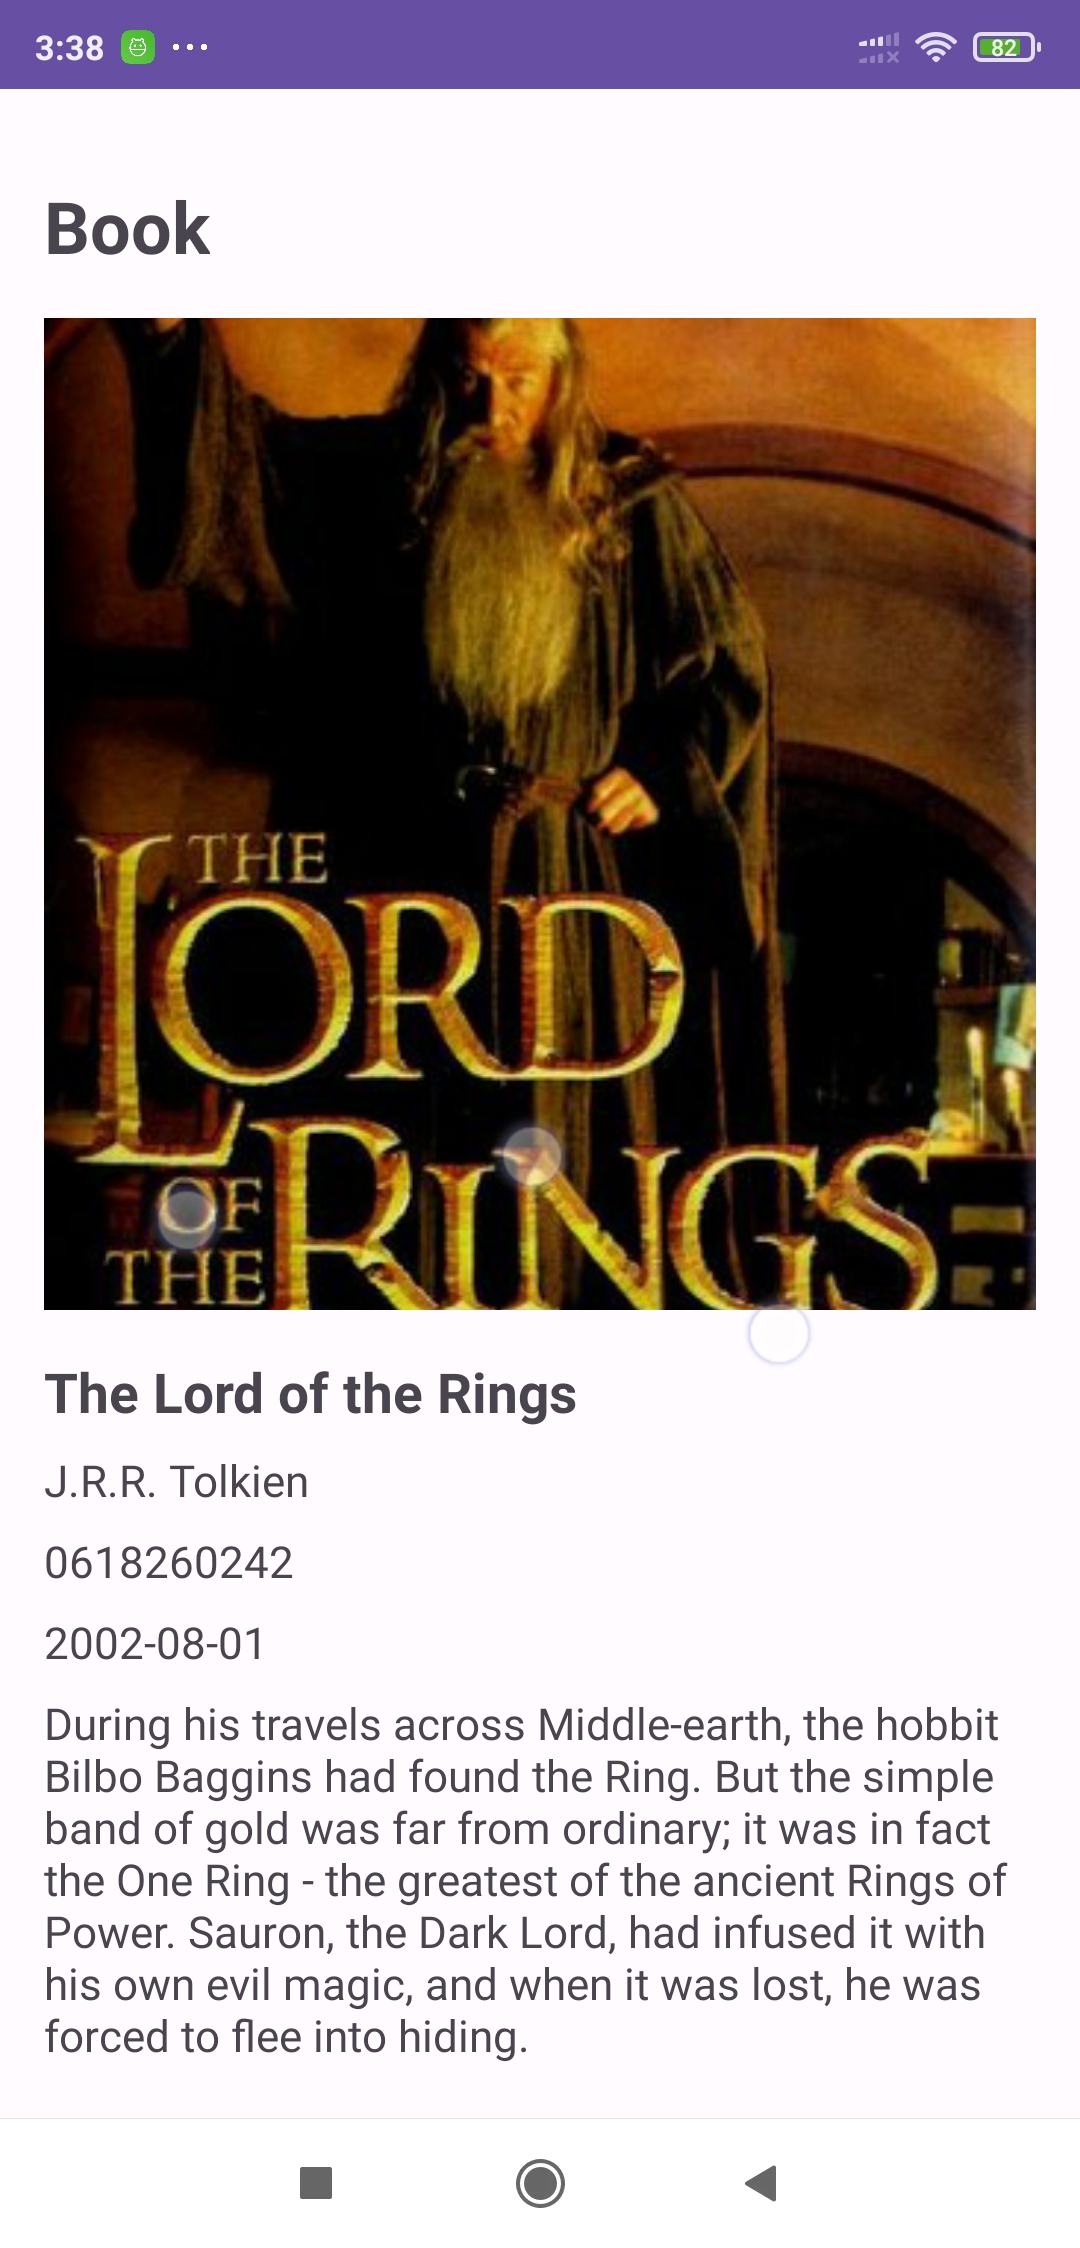 3:38
82
Book
THE
LORD
OF
THE
RINGS
The Lord of the Rings
J.R.R. Tolkien
0618260242
2002-08-01
During his travels across Middle-earth, the hobbit
Bilbo Baggins had found the Ring. But the simple
band of gold was far from ordinary; it was in fact
the One Ring - the greatest of the ancient Rings of
Power. Sauron, the Dark Lord, had infused it with
his own evil magic, and when it was lost, he was
forced to flee into hiding.